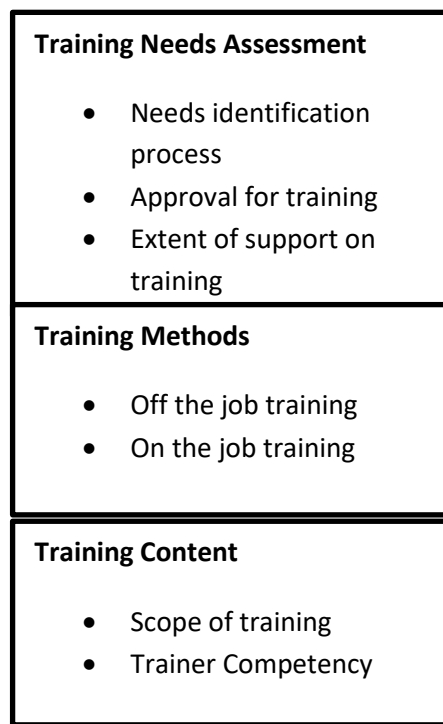 Training Needs Assessment
• Needs identification
process
• Approval for training
• Extent of support on
training
Training Methods
• Off the job training
• On the job training
Training Content
• Scope of training
• Trainer Competency